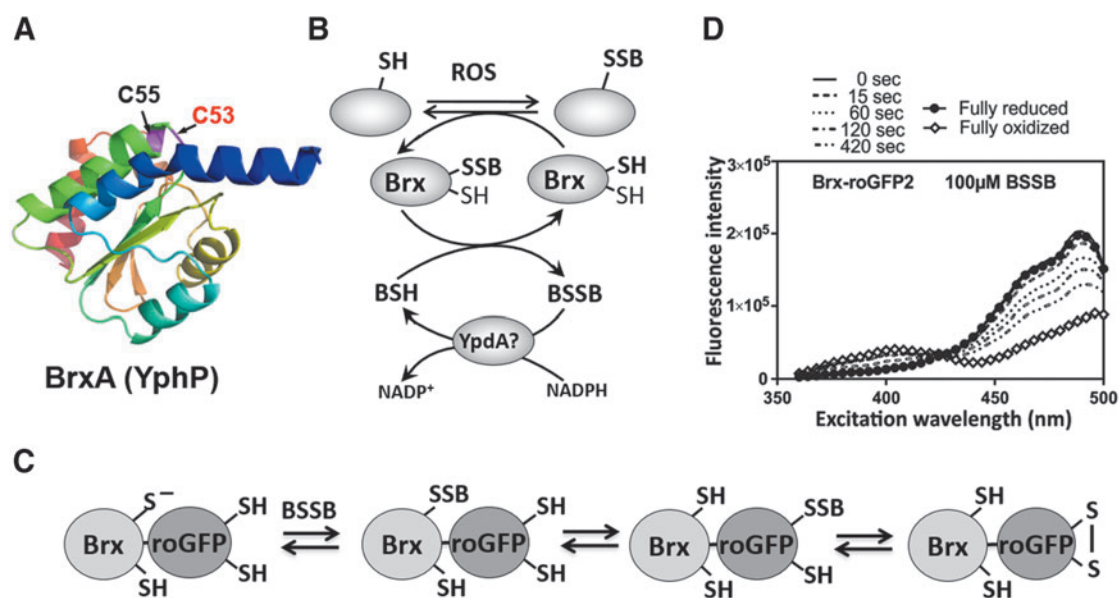 A
C55
C53
BrxA (YphP)
B
SH
ROS
SSB
Brx
SSB
SH
Brx
SH
SH
BSH
BSSB
YpdA?
NADP+
NADPH
D
0 sec
15 sec
60 sec
120 sec
420 sec
Fully reduced
Fully oxidized
Brx-roGFP2 100µM BSSB
Fluorescence intensity
3×10⁵
2×10⁵
1×10⁵
0
350 400 450 500
Excitation wavelength (nm)
C
S⁻
SH
Brx
roGFP
SH
SH
BSSB
SSB
SH
Brx
roGFP
SH
SH
SH
SSB
Brx
roGFP
SH
SH
SH
S
Brx
roGFP
S
SH